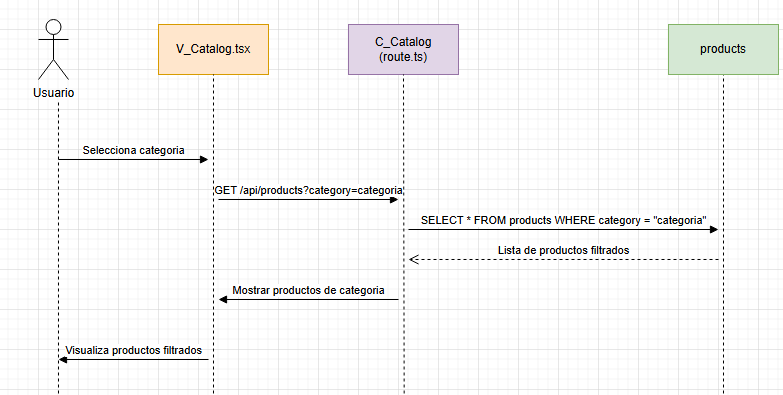 V_Catalog.tsx
C_Catalog
(route.ts)
products
Usuario
Selecciona categoria
GET /api/products?category=categoria
SELECT * FROM products WHERE category = "categoria"
Lista de productos filtrados
Mostrar productos de categoria
Visualiza productos filtrados